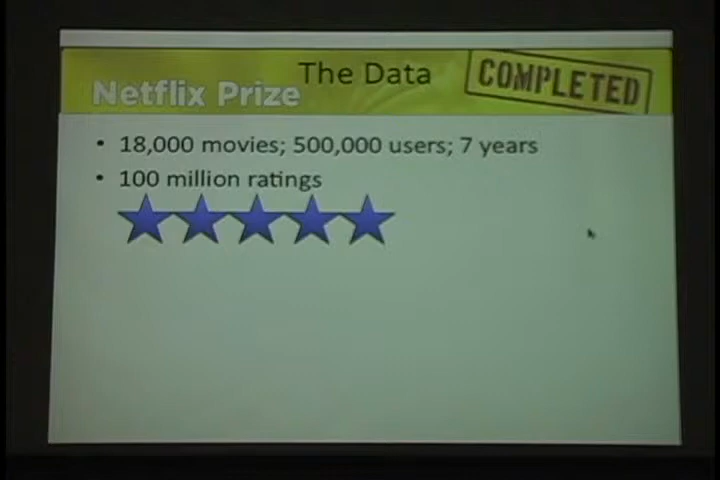 The Data
COMPLETED
Netflix Prize
• 18,000 movies; 500,000 users; 7 years
• 100 million ratings